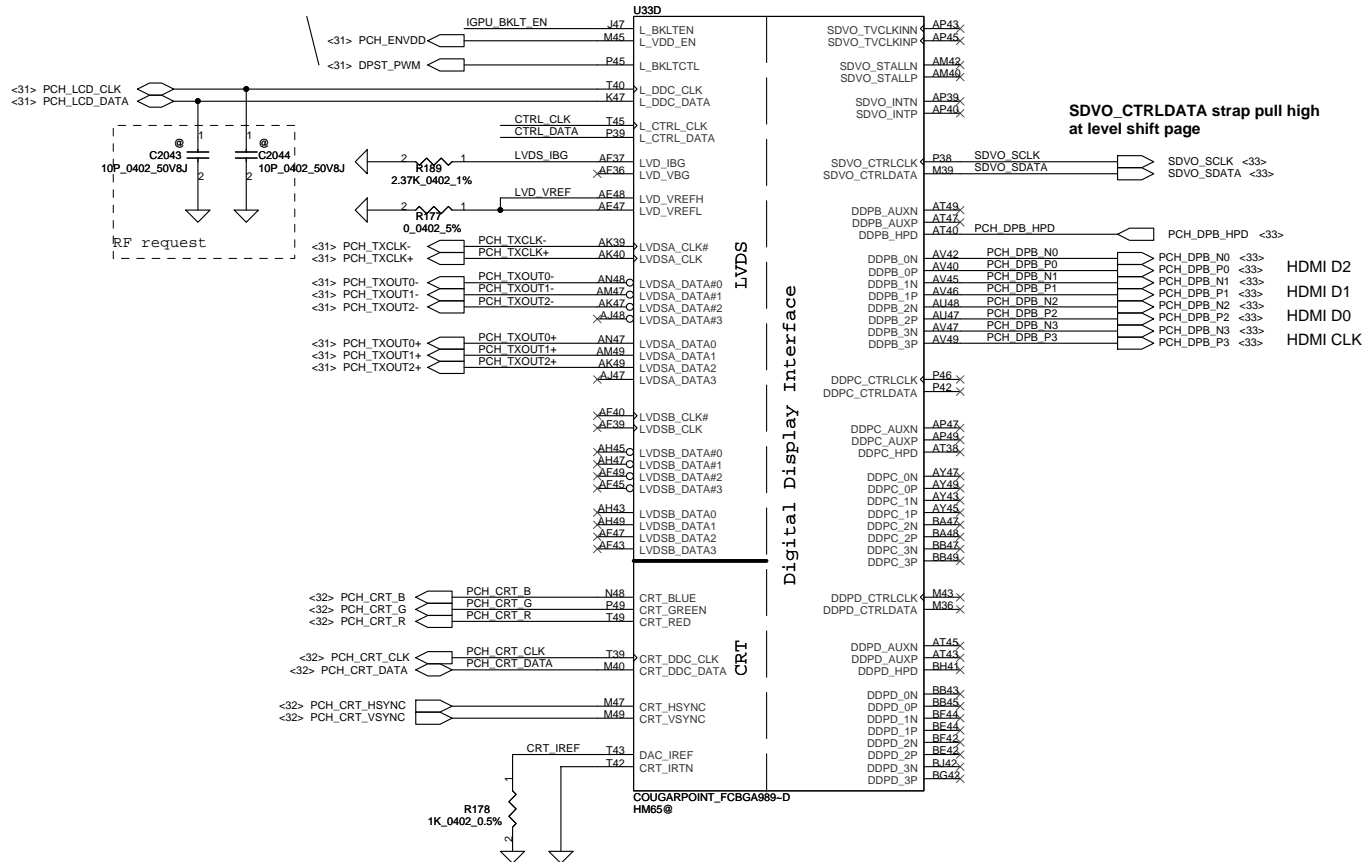 U33D
IGPU_BKLT_EN J47 L_BKLTEN
<31> PCH_ENVDD M45 L_VDD_EN
<31> DPST_PWM P45 L_BKLTCTL
<31> PCH_LCD_CLK T40 L_DDC_CLK
<31> PCH_LCD_DATA K47 L_DDC_DATA
CTRL_CLK T45 L_CTRL_CLK
CTRL_DATA P39 L_CTRL_DATA
@ 1 C2043 10P_0402_50V8J 2
@ 1 C2044 10P_0402_50V8J 2
RF request
2 R189 1 2.37K_0402_1% LVDS_IBG AF37 LVD_IBG
AF36 LVD_VBG
LVD_VREF AE48 LVD_VREFH
2 R177 1 0_0402_5% AE47 LVD_VREFL
<31> PCH_TXCLK- PCH_TXCLK- AK39 LVDSA_CLK#
<31> PCH_TXCLK+ PCH_TXCLK+ AK40 LVDSA_CLK
<31> PCH_TXOUT0- PCH_TXOUT0- AN48 LVDSA_DATA#0
<31> PCH_TXOUT1- PCH_TXOUT1- AM47 LVDSA_DATA#1
<31> PCH_TXOUT2- PCH_TXOUT2- AK47 LVDSA_DATA#2
AJ48 LVDSA_DATA#3
<31> PCH_TXOUT0+ PCH_TXOUT0+ AN47 LVDSA_DATA0
<31> PCH_TXOUT1+ PCH_TXOUT1+ AM49 LVDSA_DATA1
<31> PCH_TXOUT2+ PCH_TXOUT2+ AK49 LVDSA_DATA2
AJ47 LVDSA_DATA3
AF40 LVDSB_CLK#
AF39 LVDSB_CLK
AH45 LVDSB_DATA#0
AH47 LVDSB_DATA#1
AF49 LVDSB_DATA#2
AF45 LVDSB_DATA#3
AH43 LVDSB_DATA0
AH49 LVDSB_DATA1
AF47 LVDSB_DATA2
AF43 LVDSB_DATA3
<32> PCH_CRT_B PCH_CRT_B N48 CRT_BLUE
<32> PCH_CRT_G PCH_CRT_G P49 CRT_GREEN
<32> PCH_CRT_R PCH_CRT_R T49 CRT_RED
<32> PCH_CRT_CLK PCH_CRT_CLK T39 CRT_DDC_CLK
<32> PCH_CRT_DATA PCH_CRT_DATA M40 CRT_DDC_DATA
<32> PCH_CRT_HSYNC M47 CRT_HSYNC
<32> PCH_CRT_VSYNC M49 CRT_VSYNC
CRT_IREF T43 DAC_IREF
T42 CRT_IRTN
1 R178 1K_0402_0.5% 2
LVDS
CRT
Digital Display Interface
SDVO_TVCLKINN AP43
SDVO_TVCLKINP AP45
SDVO_STALLN AM42
SDVO_STALLP AM40
SDVO_INTN AP39
SDVO_INTP AP40
SDVO_CTRLDATA strap pull high
at level shift page
SDVO_CTRLCLK P38 SDVO_SCLK SDVO_SCLK <33>
SDVO_CTRLDATA M39 SDVO_SDATA SDVO_SDATA <33>
DDPB_AUXN AT49
DDPB_AUXP AT47
DDPB_HPD AT40 PCH_DPB_HPD PCH_DPB_HPD <33>
DDPB_0N AV42 PCH_DPB_N0 PCH_DPB_N0 <33>
DDPB_0P AV40 PCH_DPB_P0 PCH_DPB_P0 <33> HDMI D2
DDPB_1N AV45 PCH_DPB_N1 PCH_DPB_N1 <33>
DDPB_1P AV46 PCH_DPB_P1 PCH_DPB_P1 <33> HDMI D1
DDPB_2N AU48 PCH_DPB_N2 PCH_DPB_N2 <33>
DDPB_2P AU47 PCH_DPB_P2 PCH_DPB_P2 <33> HDMI D0
DDPB_3N AV47 PCH_DPB_N3 PCH_DPB_N3 <33>
DDPB_3P AV49 PCH_DPB_P3 PCH_DPB_P3 <33> HDMI CLK
DDPC_CTRLCLK P46
DDPC_CTRLDATA P42
DDPC_AUXN AP47
DDPC_AUXP AP49
DDPC_HPD AT38
DDPC_0N AY47
DDPC_0P AY49
DDPC_1N AY43
DDPC_1P AY45
DDPC_2N BA47
DDPC_2P BA48
DDPC_3N BB47
DDPC_3P BB49
DDPD_CTRLCLK M43
DDPD_CTRLDATA M36
DDPD_AUXN AT45
DDPD_AUXP AT43
DDPD_HPD BH41
DDPD_0N BB43
DDPD_0P BB45
DDPD_1N BF44
DDPD_1P BE44
DDPD_2N BF42
DDPD_2P BE42
DDPD_3N BJ42
DDPD_3P BG42
COUGARPOINT_FCBGA989~D
HM65@